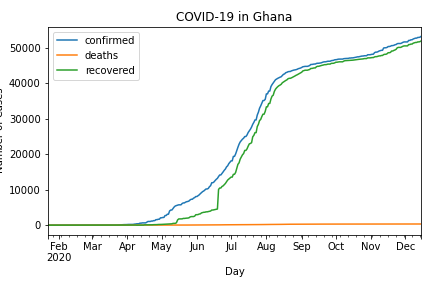 COVID-19 in Ghana
confirmed
deaths
recovered
50000
40000
30000
20000
10000
0
Feb Mar Apr May Jun Jul Aug Sep Oct Nov Dec
2020
Day